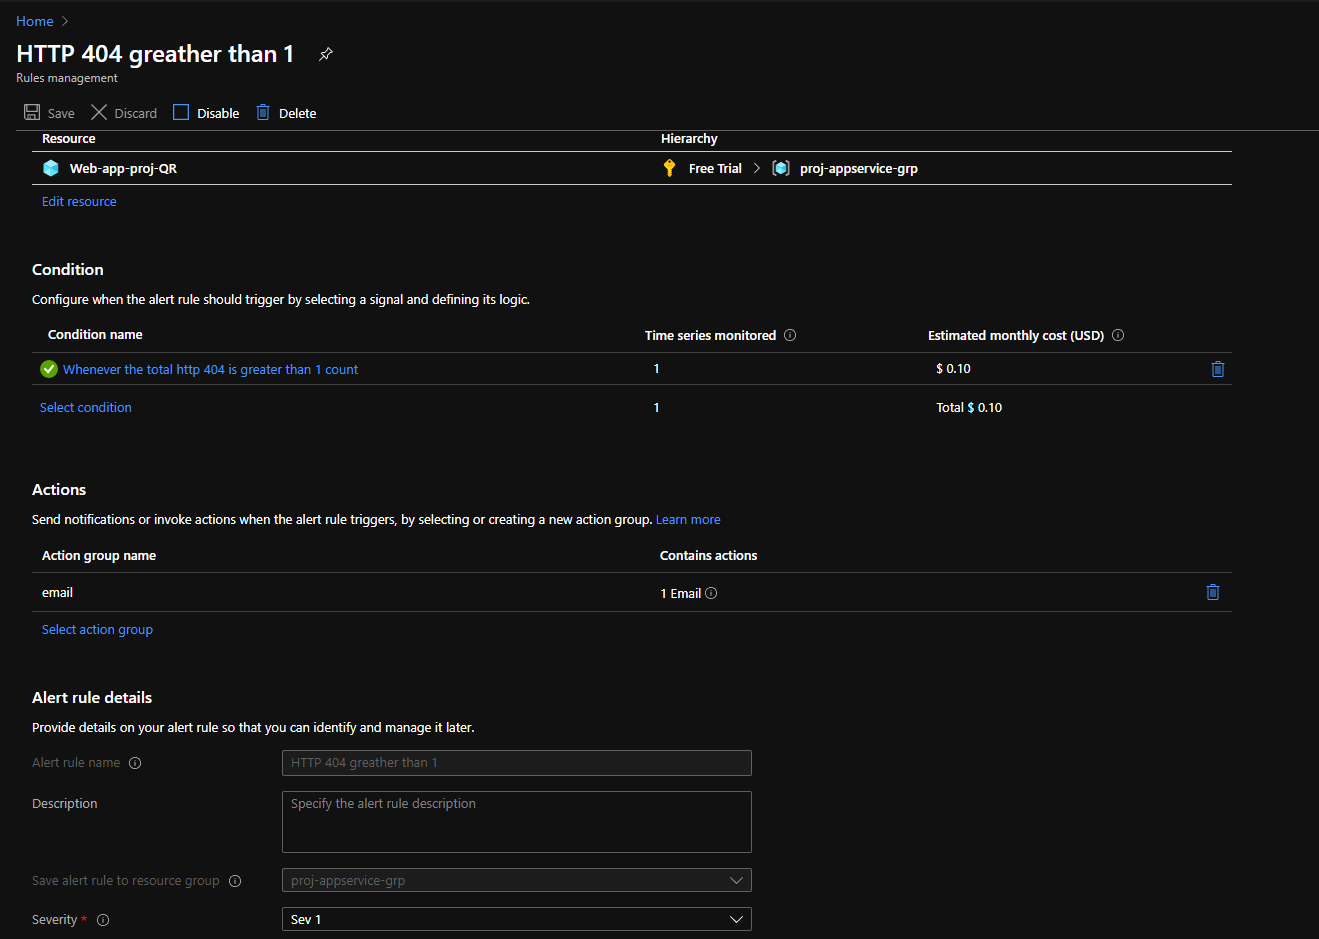 Home
HTTP 404 greather than 1
Rules management
Save Discard Disable Delete
Resource Hierarchy
Web-app-proj-QR Free Trial > proj-appservice-grp
Edit resource
Condition
Configure when the alert rule should trigger by selecting a signal and defining its logic.
Condition name Time series monitored Estimated monthly cost (USD)
Whenever the total http 404 is greater than 1 count 1 $ 0.10
Select condition 1 Total $ 0.10
Actions
Send notifications or invoke actions when the alert rule triggers, by selecting or creating a new action group. Learn more
Action group name Contains actions
email 1 Email
Select action group
Alert rule details
Provide details on your alert rule so that you can identify and manage it later.
Alert rule name HTTP 404 greather than 1
Description Specify the alert rule description
Save alert rule to resource group proj-appservice-grp
Severity * Sev 1